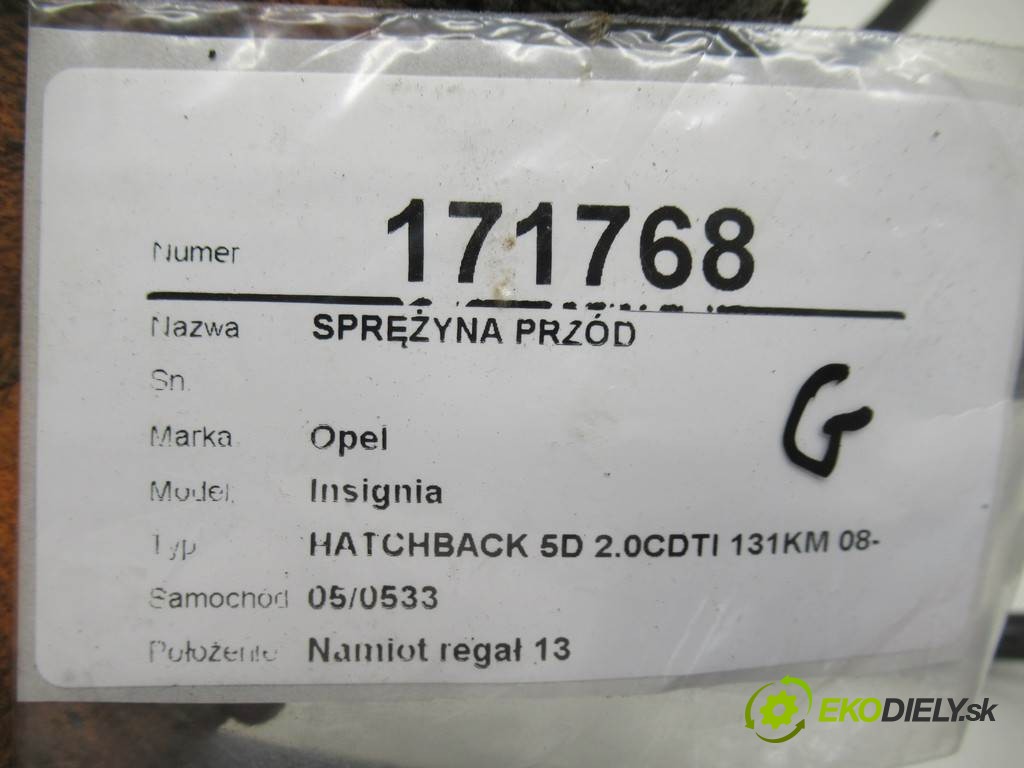 Numer 171768
Nazwa SPRĘŻYNA PRZÓD
Sn.
Marka Opel
G
Model: Insignia
Typ HATCHBACK 5D 2.0CDTI 131KM 08-
Samochód 05/0533
Położenie Namiot regał 13
EKODIELY.sk